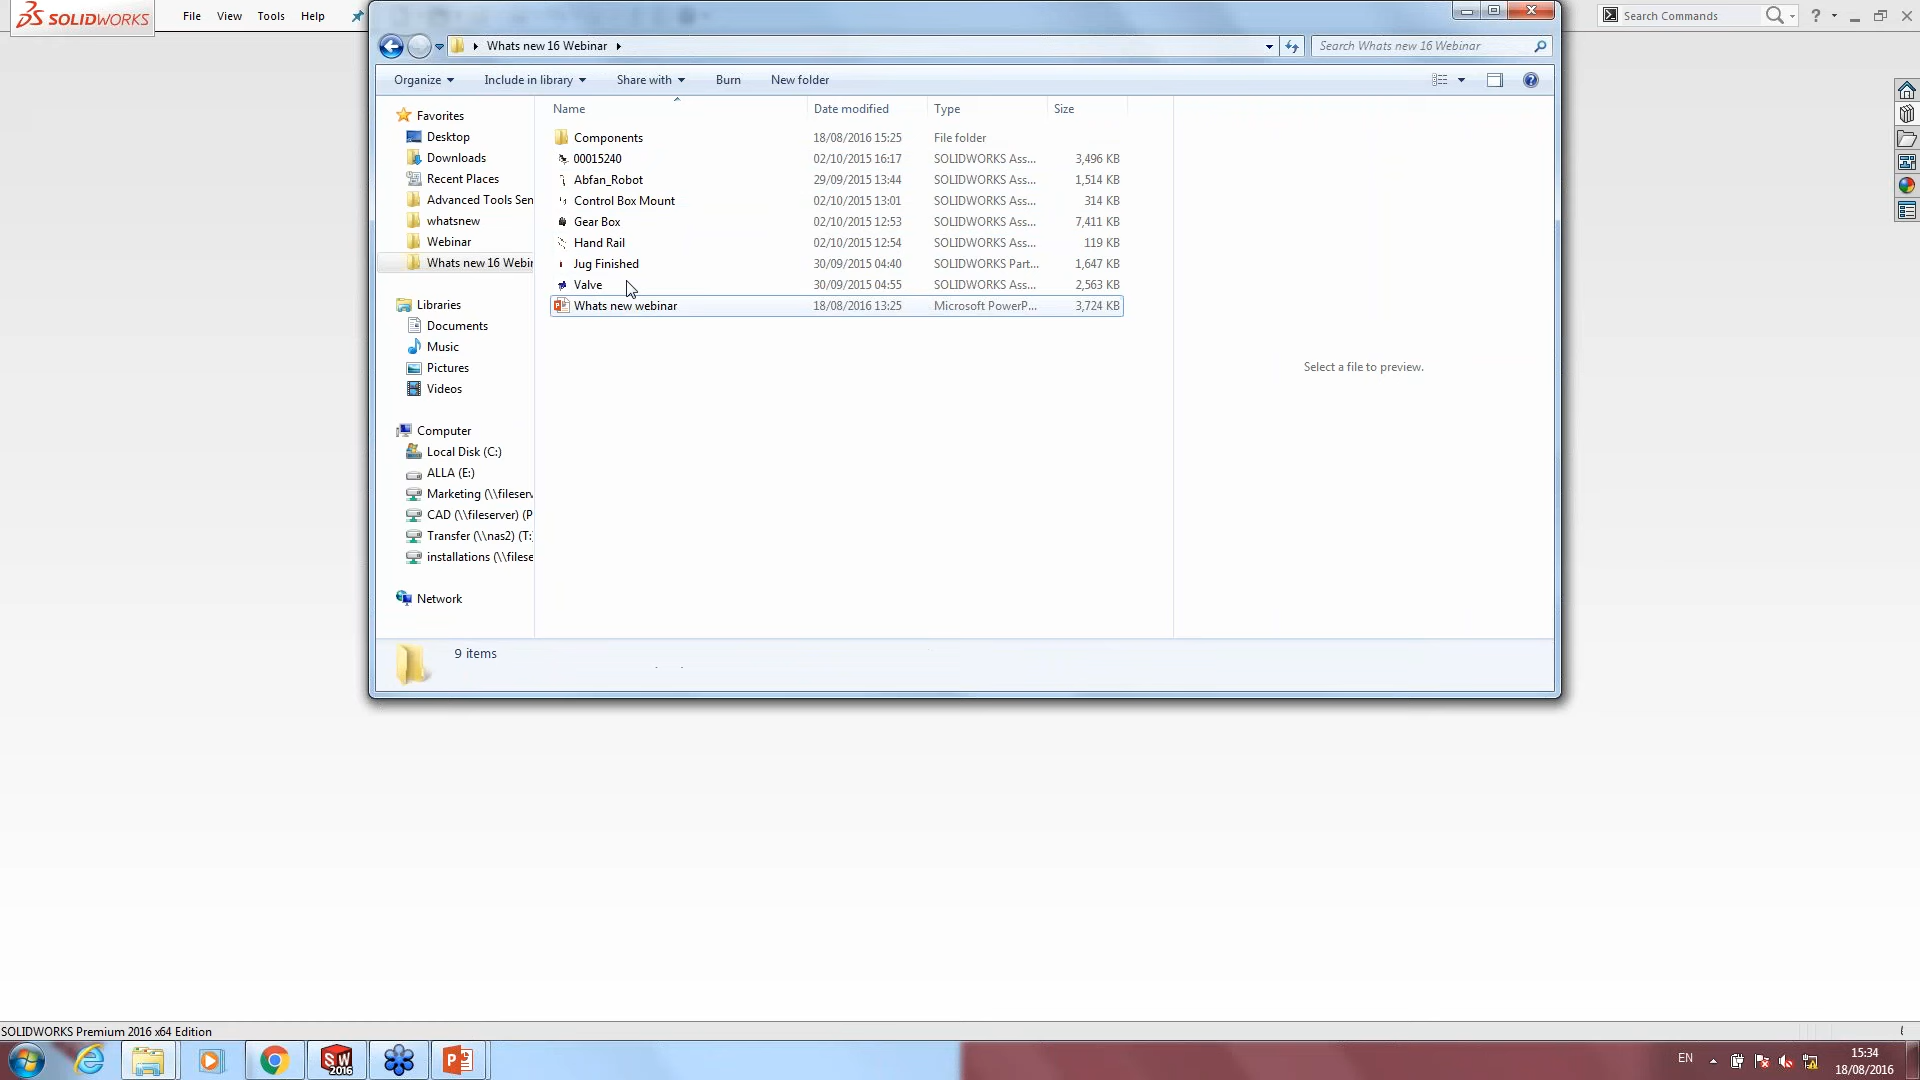 SOLIDWORKS
File
View
Tools
Help
Search Commands
Whats new 16 Webinar
Search Whats new 16 Webinar
Organize
Include in library
Share with
Burn
New folder
Favorites
Desktop
Downloads
Recent Places
Advanced Tools Sen
whatsnew
Webinar
Whats new 16 Webir
Libraries
Documents
Music
Pictures
Videos
Computer
Local Disk (C:)
ALLA (E:)
Marketing (\\fileserv
CAD (\\fileserver) (P
Transfer (\\nas2) (T:
installations (\\filese
Network
Name Date modified Type Size
Components 18/08/2016 15:25 File folder
00015240 02/10/2015 16:17 SOLIDWORKS Ass... 3,496 KB
Abfan_Robot 29/09/2015 13:44 SOLIDWORKS Ass... 1,514 KB
Control Box Mount 02/10/2015 13:01 SOLIDWORKS Ass... 314 KB
Gear Box 02/10/2015 12:53 SOLIDWORKS Ass... 7,411 KB
Hand Rail 02/10/2015 12:54 SOLIDWORKS Ass... 119 KB
Jug Finished 30/09/2015 04:40 SOLIDWORKS Part... 1,647 KB
Valve 30/09/2015 04:55 SOLIDWORKS Ass... 2,563 KB
Whats new webinar 18/08/2016 13:25 Microsoft PowerP... 3,724 KB
Select a file to preview.
9 items
SOLIDWORKS Premium 2016 x64 Edition
SW
2016
EN
15:34
18/08/2016